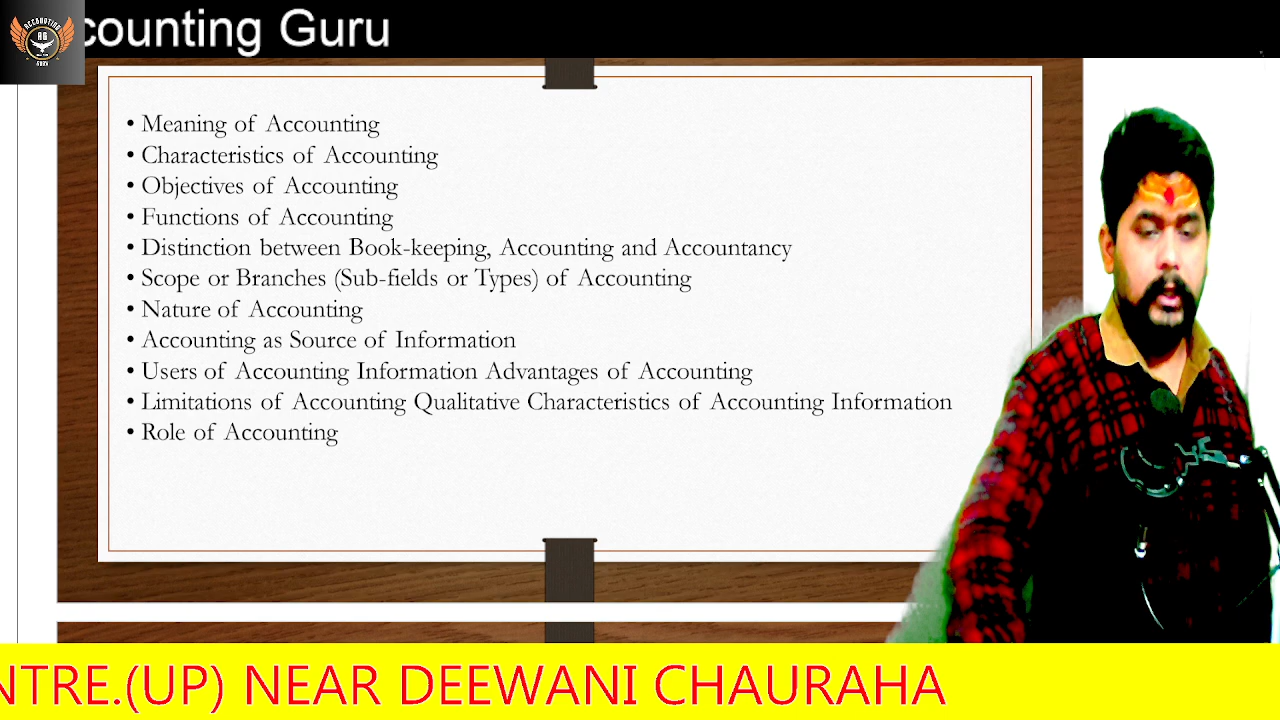 counting Guru
ACCOUNTING
AG
GURU
• Meaning of Accounting
• Characteristics of Accounting
• Objectives of Accounting
• Functions of Accounting
• Distinction between Book-keeping, Accounting and Accountancy
• Scope or Branches (Sub-fields or Types) of Accounting
• Nature of Accounting
• Accounting as Source of Information
• Users of Accounting Information Advantages of Accounting
• Limitations of Accounting Qualitative Characteristics of Accounting Information
• Role of Accounting
NTRE.(UP) NEAR DEEWANI CHAURAHA